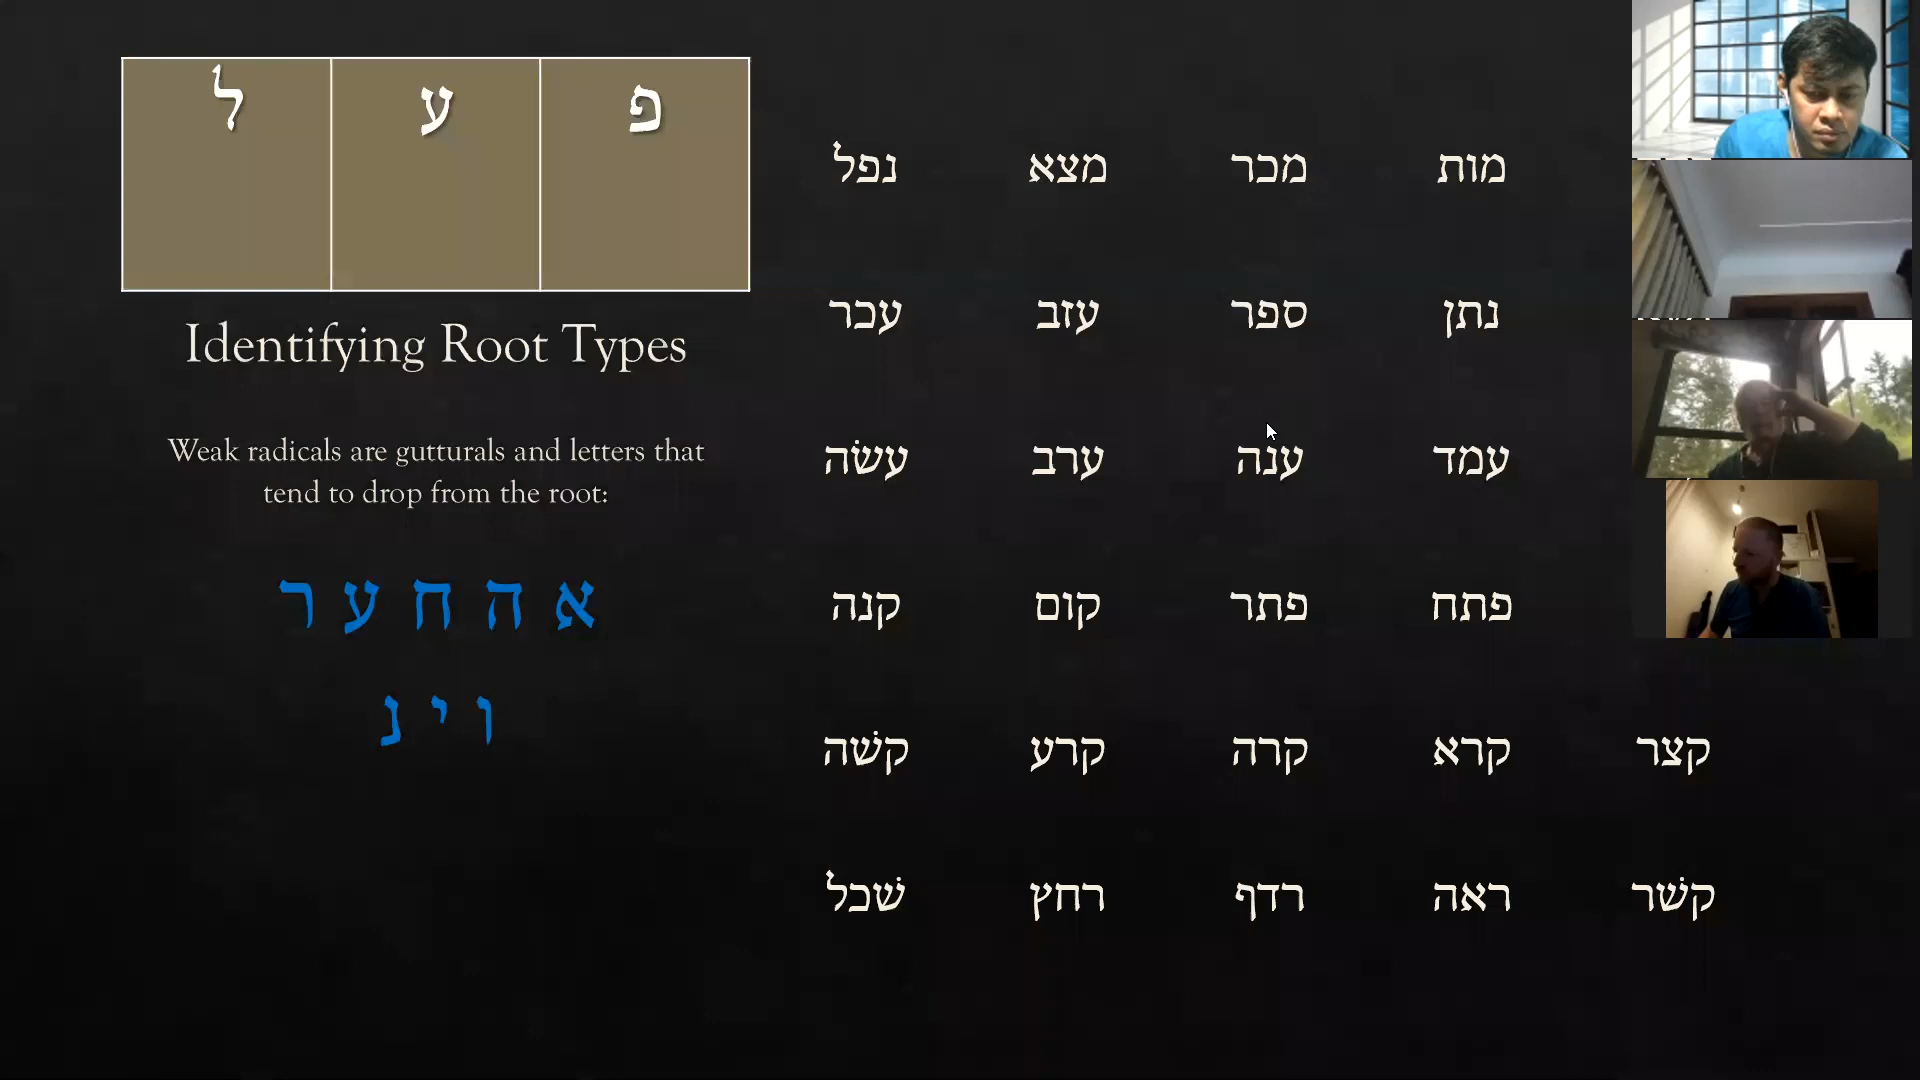 פ ע ל
Identifying Root Types
Weak radicals are gutturals and letters that
tend to drop from the root:
א ה ח ע ר
ו י נ
מות מכר מצא נפל
נתן ספר עזב עכר
עמד ענה ערב עשׂה
פתח פתר קום קנה
קצר קרא קרה קרע קשׁה
קשׁר ראה רדף רחץ שׁכל